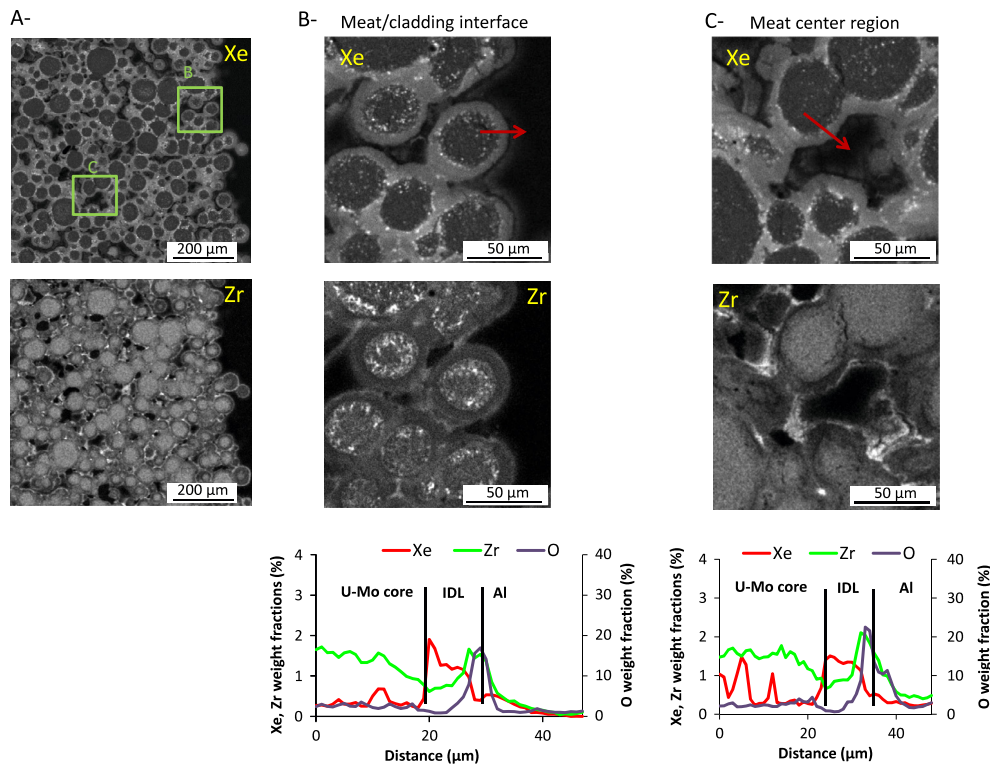 A-
B-
Meat/cladding interface
C-
Meat center region
Xe
B
C
200 µm
Xe
50 µm
Xe
50 µm
Zr
200 µm
Zr
50 µm
Zr
50 µm
Xe Zr O
4
3
2
1
0
Xe, Zr weight fractions (%)
U-Mo core IDL Al
40
30
20
10
0
O weight fraction (%)
0 20 40
Distance (µm)
Xe Zr O
4
3
2
1
0
Xe, Zr weight fractions (%)
U-Mo core IDL Al
40
30
20
10
0
O weight fraction (%)
0 20 40
Distance (µm)